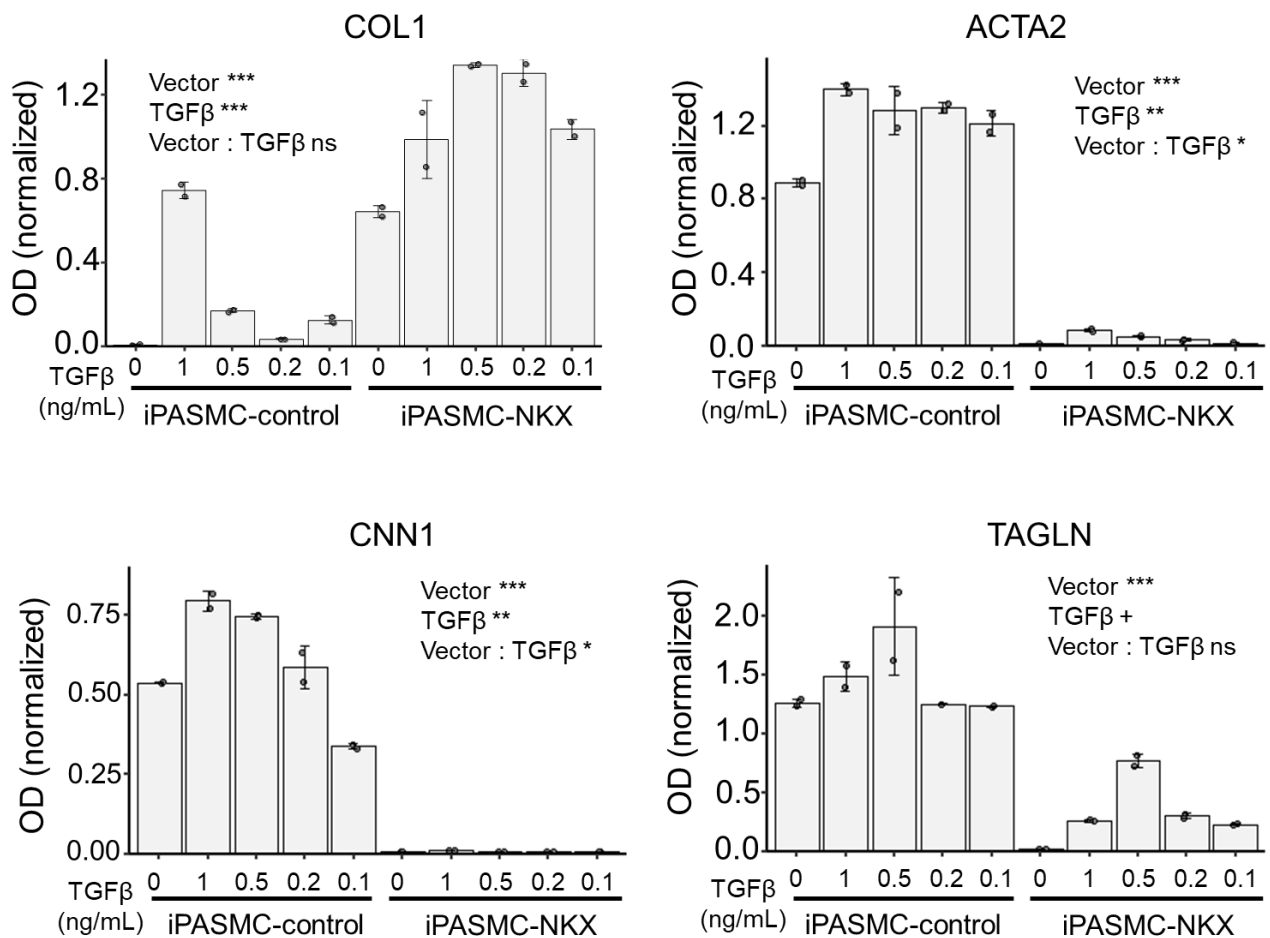 COL1
OD (normalized)
1.2
0.8
0.4
0.0
Vector ***
TGFβ ***
Vector : TGFβ ns
0 1 0.5 0.2 0.1 0 1 0.5 0.2 0.1
TGFβ
(ng/mL)
iPASMC-control iPASMC-NKX
ACTA2
OD (normalized)
1.2
0.8
0.4
0.0
Vector ***
TGFβ **
Vector : TGFβ *
0 1 0.5 0.2 0.1 0 1 0.5 0.2 0.1
TGFβ
(ng/mL)
iPASMC-control iPASMC-NKX
CNN1
OD (normalized)
0.75
0.50
0.25
0.00
Vector ***
TGFβ **
Vector : TGFβ *
0 1 0.5 0.2 0.1 0 1 0.5 0.2 0.1
TGFβ
(ng/mL)
iPASMC-control iPASMC-NKX
TAGLN
OD (normalized)
2.0
1.5
1.0
0.5
0.0
Vector ***
TGFβ +
Vector : TGFβ ns
0 1 0.5 0.2 0.1 0 1 0.5 0.2 0.1
TGFβ
(ng/mL)
iPASMC-control iPASMC-NKX